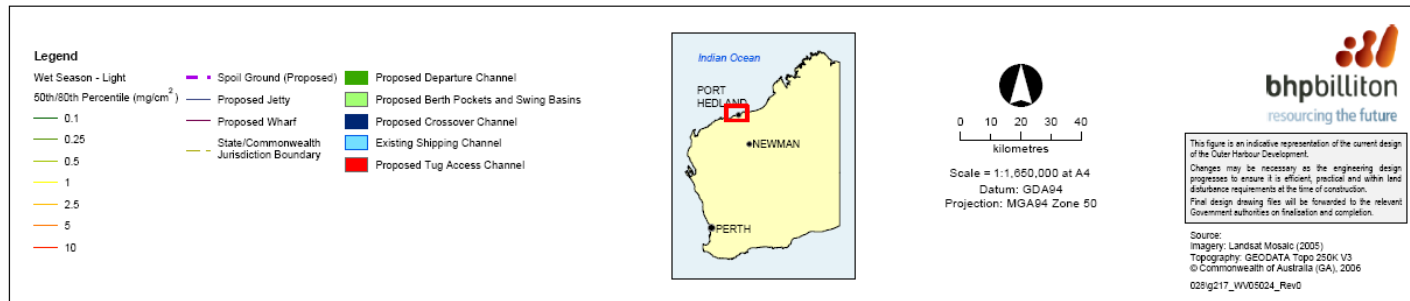 Legend
Wet Season - Light
50th/80th Percentile (mg/cm²)
0.1
0.25
0.5
1
2.5
5
10
Spoil Ground (Proposed)
Proposed Jetty
Proposed Wharf
State/Commonwealth
Jurisdiction Boundary
Proposed Departure Channel
Proposed Berth Pockets and Swing Basins
Proposed Crossover Channel
Existing Shipping Channel
Proposed Tug Access Channel
Indian Ocean
PORT
HEDLAND
NEWMAN
PERTH
0 10 20 30 40
kilometres
Scale = 1:1,650,000 at A4
Datum: GDA94
Projection: MGA94 Zone 50
bhpbilliton
resourcing the future
This figure is an indicative representation of the current design
of the Outer Harbour Development.
Changes may be necessary as the engineering design
progresses to ensure it is efficient, practical and within land
disturbance requirements at the time of construction.
Final design drawing files will be forwarded to the relevant
Government authorities on finalisation and completion.
Source:
Imagery: Landsat Mosaic (2005)
Topography: GEODATA Topo 250K V3
© Commonwealth of Australia (GA), 2006
028\g217_WV05024_Rev0